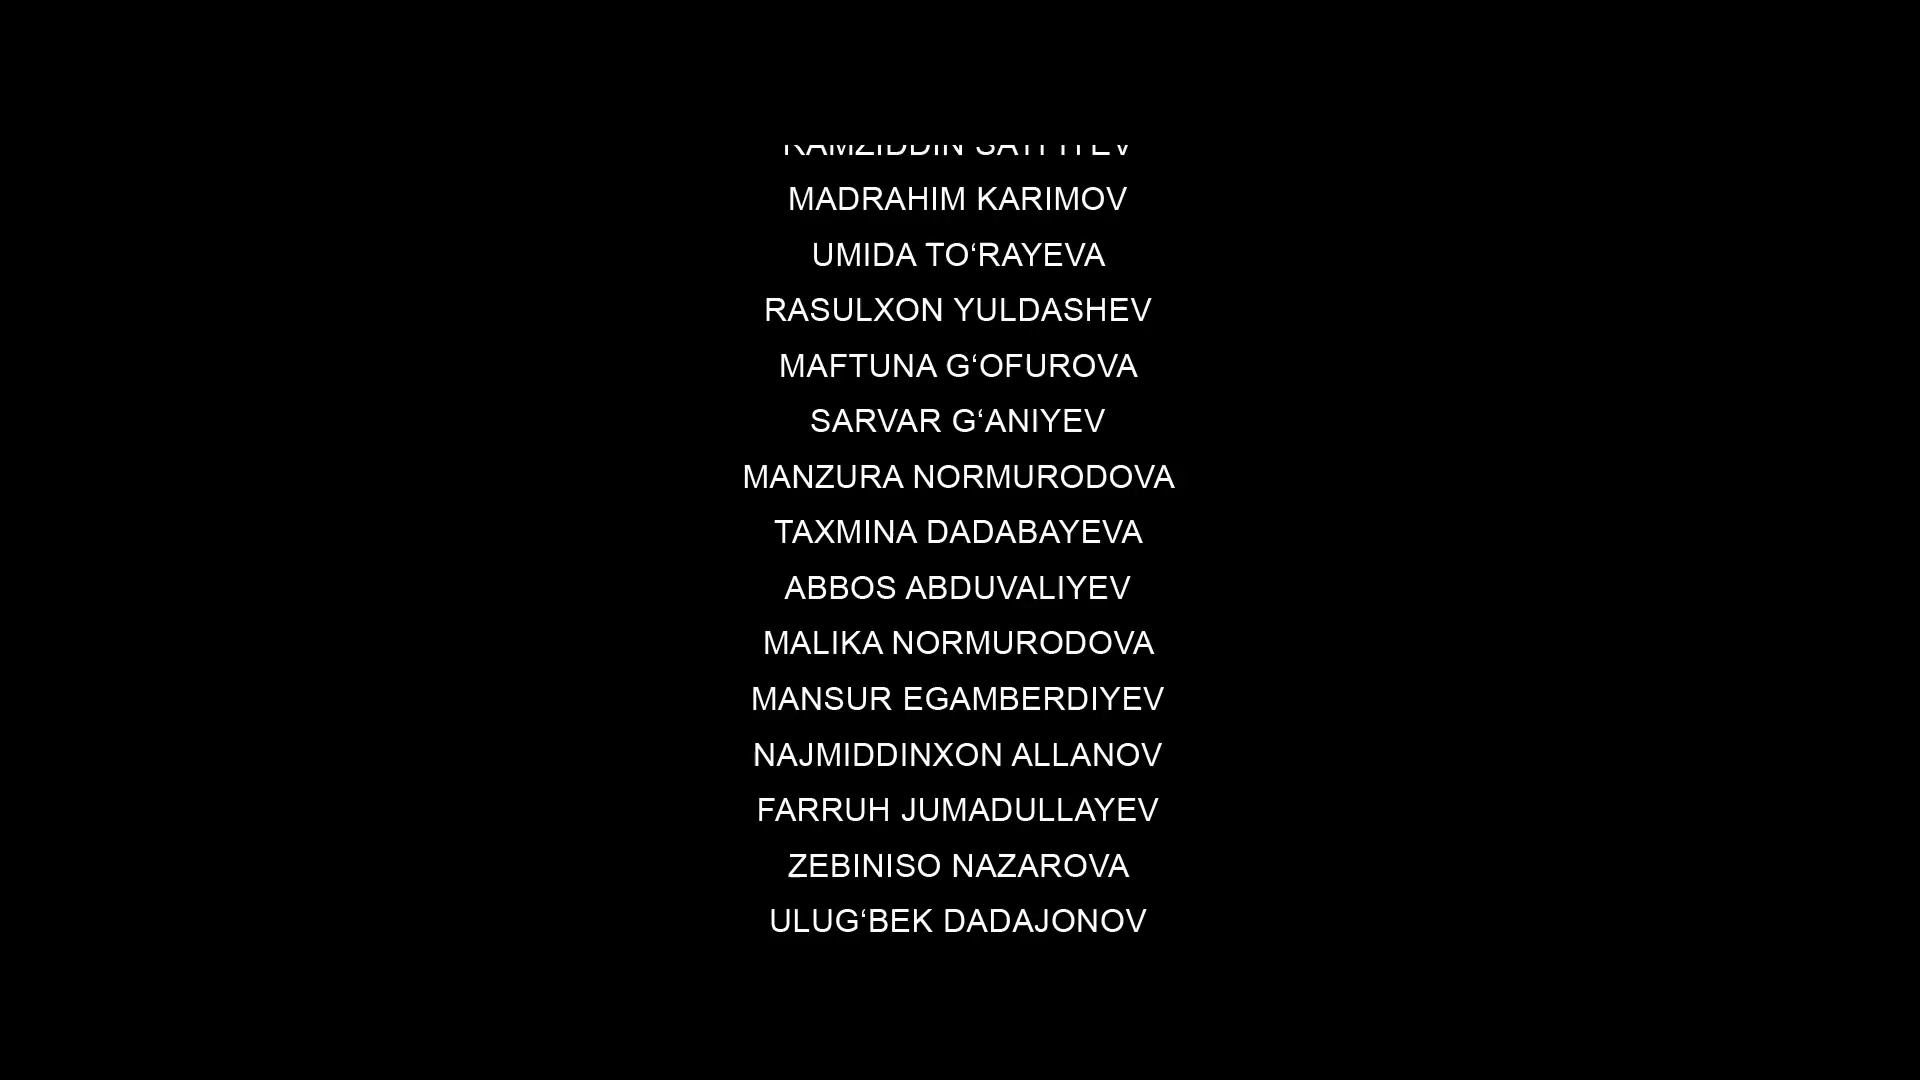 MADRAHIM KARIMOV
UMIDA TO‘RAYEVA
RASULXON YULDASHEV
MAFTUNA G‘OFUROVA
SARVAR G‘ANIYEV
MANZURA NORMURODOVA
TAXMINA DADABAYEVA
ABBOS ABDUVALIYEV
MALIKA NORMURODOVA
MANSUR EGAMBERDIYEV
NAJMIDDINXON ALLANOV
FARRUH JUMADULLAYEV
ZEBINISO NAZAROVA
ULUG‘BEK DADAJONOV